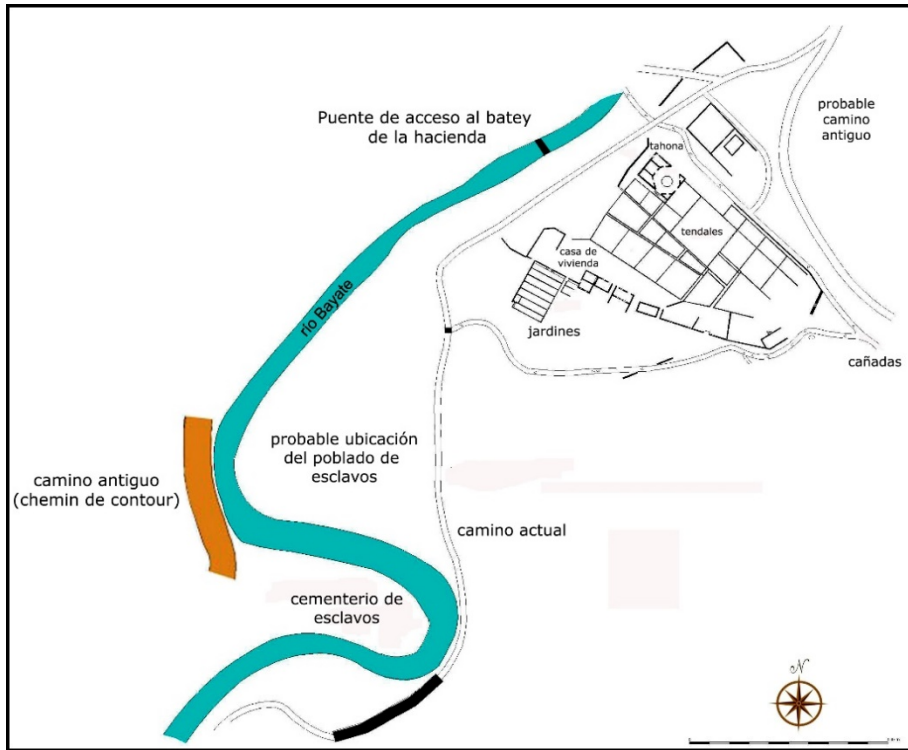 Puente de acceso al batey
de la hacienda
probable
camino
antiguo
tahona
tendales
casa de
vivienda
jardines
cañadas
río Bayate
probable ubicación
del poblado de
esclavos
camino antiguo
(chemin de contour)
camino actual
cementerio de
esclavos
N